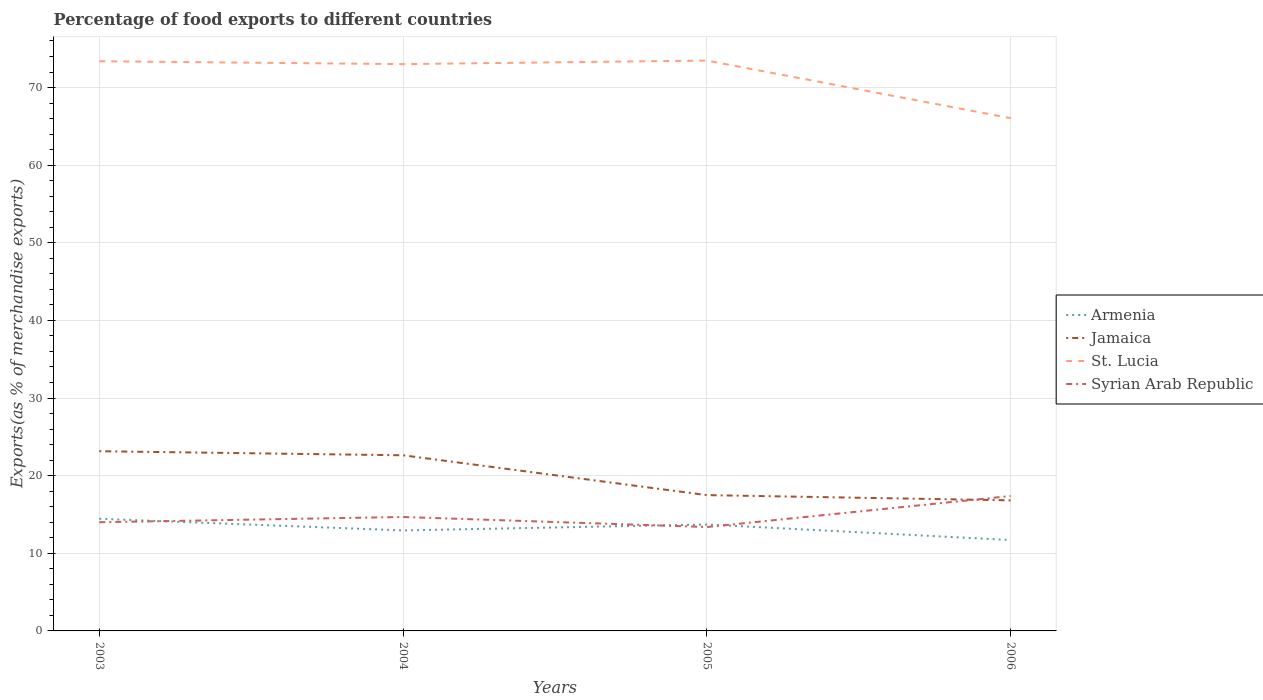 Percentage of food exports to different countries
Exports(as % of merchandise exports)
70
60
50
40
30
20
10
0
2003
2004
2005
2006
Years
Armenia
Jamaica
St. Lucia
Syrian Arab Republic